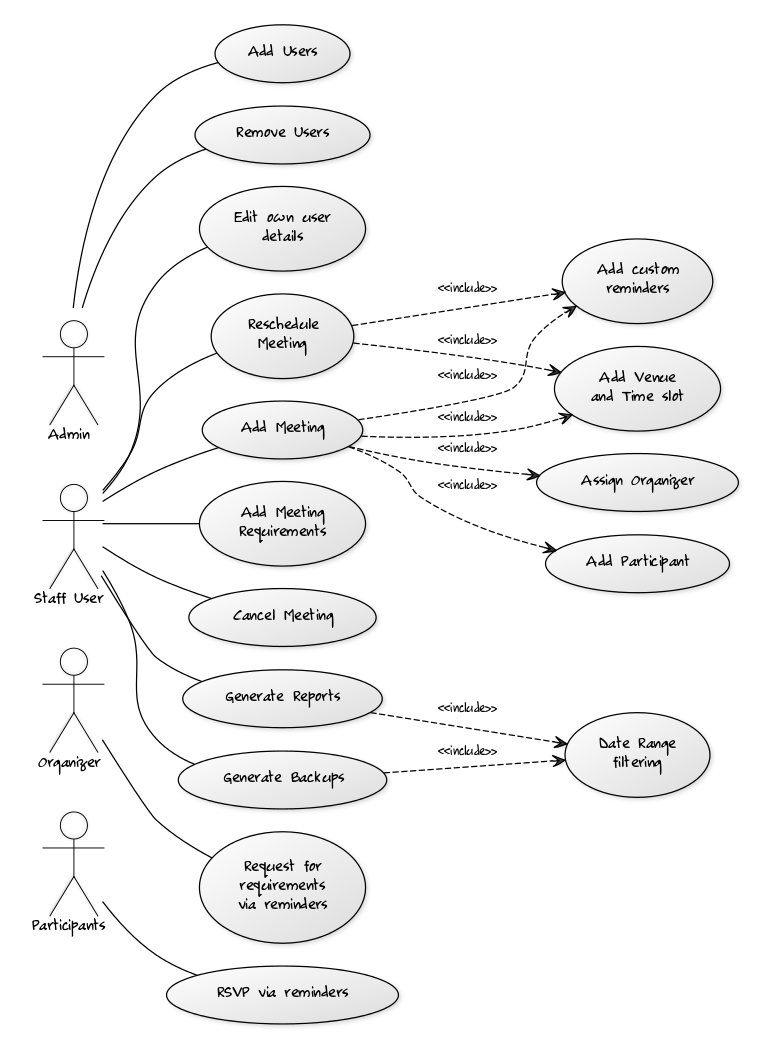 Add Users
Remove Users
Edit own user
details
Add custom
reminders
<<include>>
Reschedule
Meeting
<<include>>
<<include>>
Add Venue
and Time slot
Admin
Add Meeting
<<include>>
<<include>>
<<include>>
Assign Organizer
Add Meeting
Requirements
Add Participant
Staff User
Cancel Meeting
Generate Reports
<<include>>
Date Range
filtering
<<include>>
Organizer
Generate Backups
Request for
requirements
via reminders
Participants
RSVP via reminders